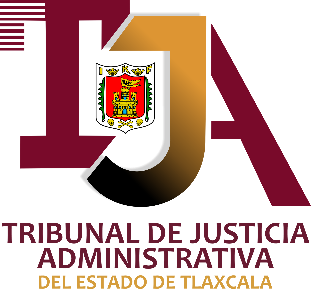 TJA
I K F
TRIBUNAL DE JUSTICIA
ADMINISTRATIVA
DEL ESTADO DE TLAXCALA